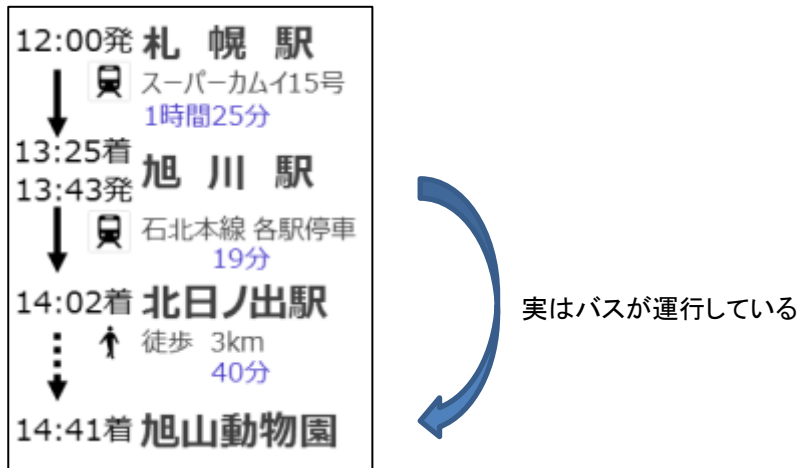 12:00発 札幌駅
スーパーカムイ15号
1時間25分
13:25着
旭川駅
13:43発
石北本線 各駅停車
19分
14:02着 北日ノ出駅
徒歩 3km
40分
14:41着 旭山動物園
実はバスが運行している